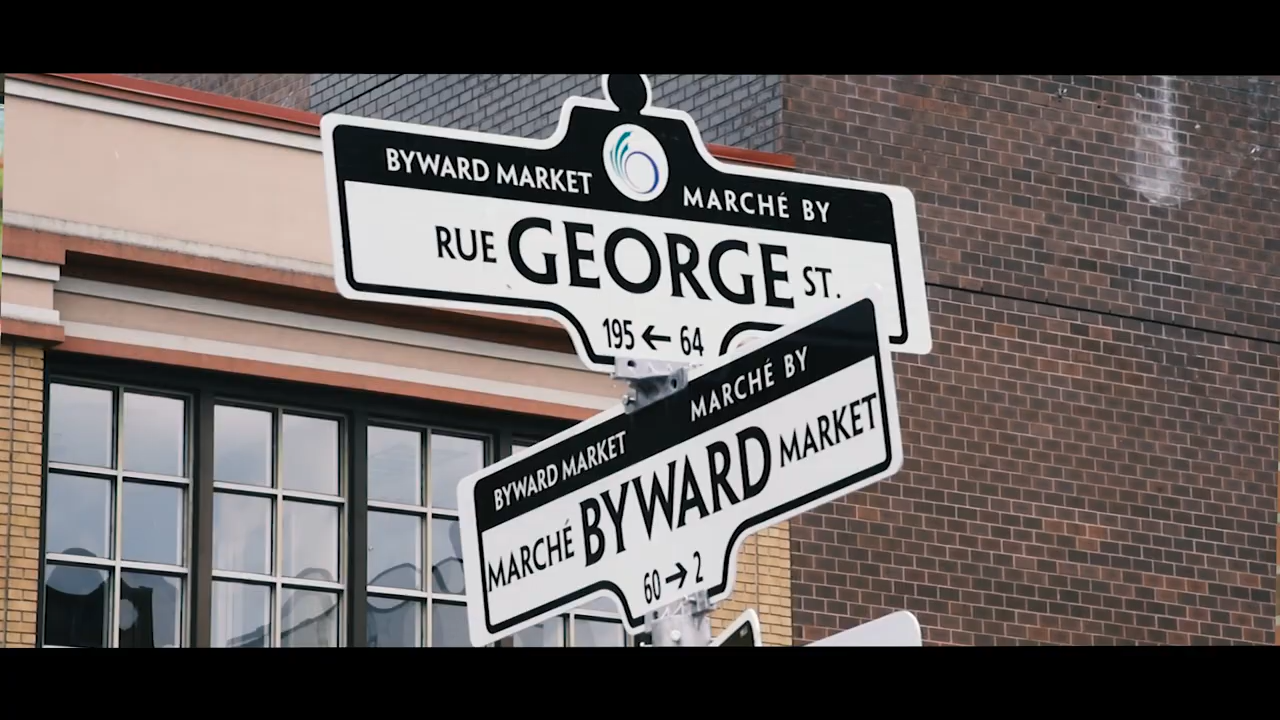 BYWARD MARKET MARCHÉ BY
RUE GEORGE ST.
195 ← 64
BYWARD MARKET MARCHÉ BY
MARCHÉ BYWARD MARKET
60 → 2